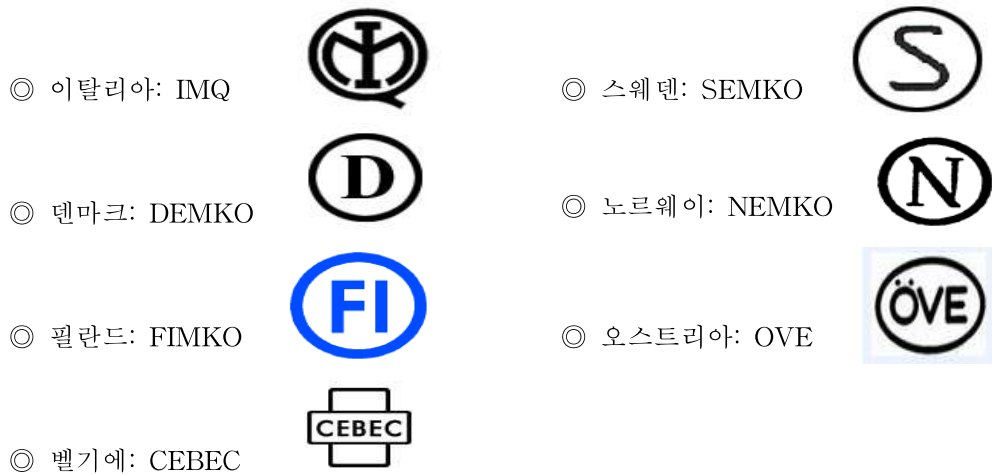 ◎ 이탈리아: IMQ
IMQ
◎ 스웨덴: SEMKO
S
◎ 덴마크: DEMKO
D
◎ 노르웨이: NEMKO
N
◎ 필란드: FIMKO
FI
◎ 오스트리아: OVE
ÖVE
◎ 벨기에: CEBEC
CEBEC